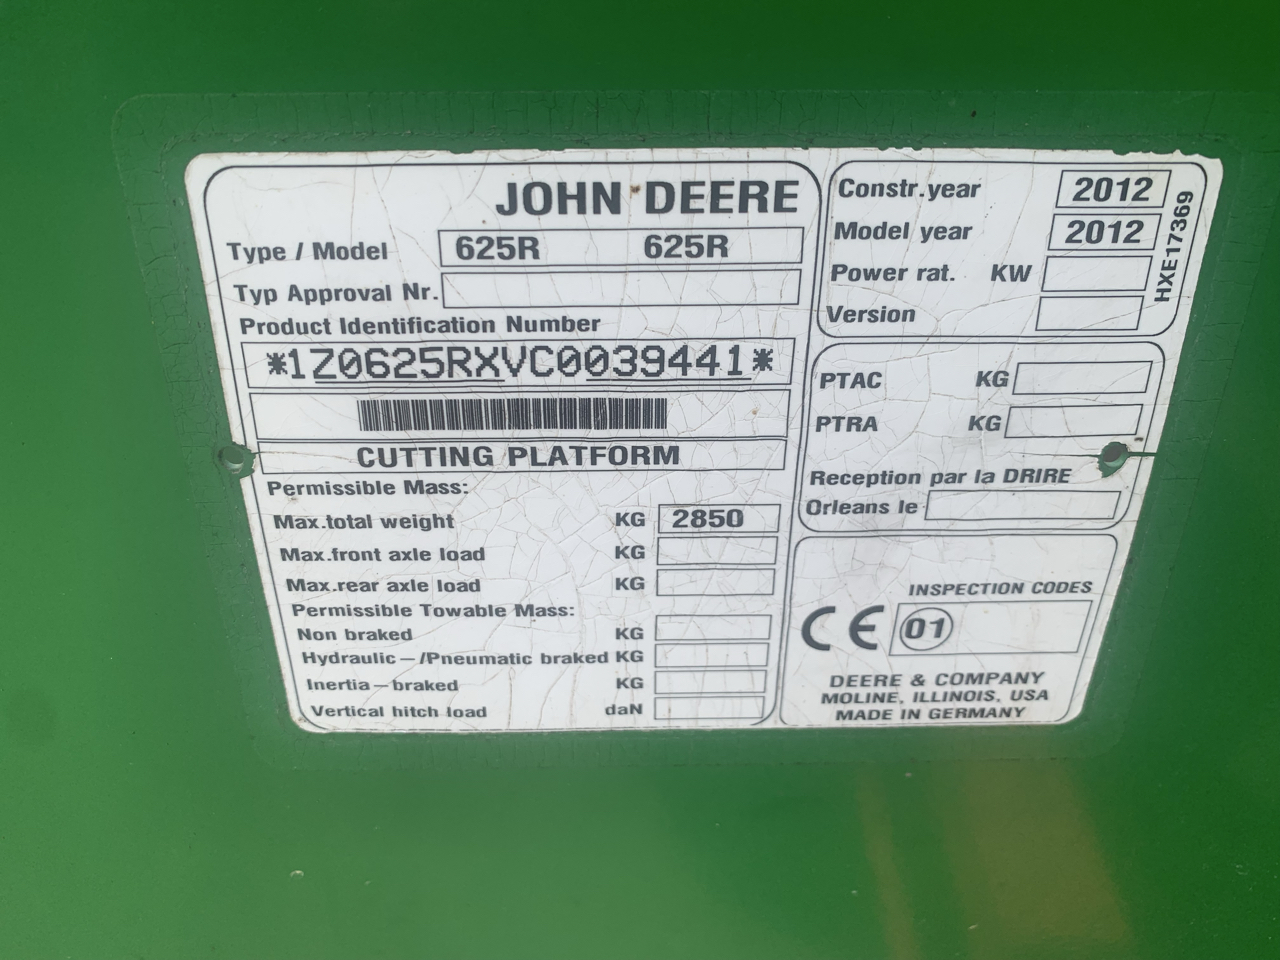 JOHN DEERE
Type / Model 625R 625R
Typ Approval Nr.
Product Identification Number
*1Z0625RXVC0039441*
CUTTING PLATFORM
Permissible Mass:
Max.total weight KG 2850
Max.front axle load KG
Max.rear axle load KG
Permissible Towable Mass:
Non braked KG
Hydraulic-/Pneumatic braked KG
Inertia-braked KG
Vertical hitch load daN
Constr.year 2012
Model year 2012
Power rat. KW
Version
HXE17369
PTAC KG
PTRA KG
Reception par la DRIRE
Orleans le
INSPECTION CODES
CE 01
DEERE & COMPANY
MOLINE, ILLINOIS, USA
MADE IN GERMANY